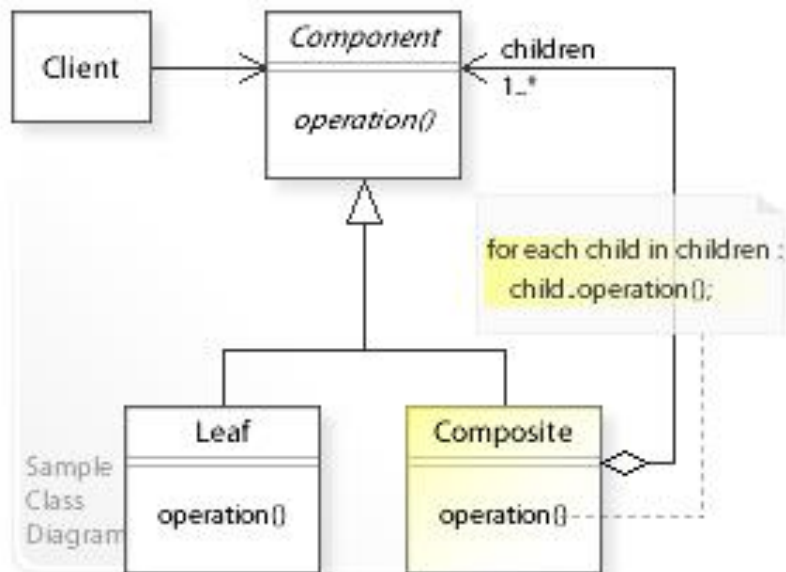 Client
Component
operation()
children
1..*
for each child in children :
child.operation();
Leaf
operation()
Composite
operation()
Sample
Class
Diagram